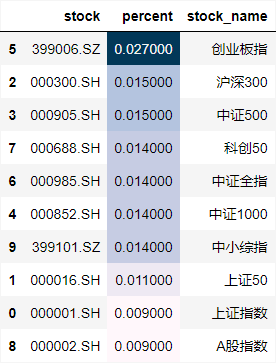 stock percent stock_name
5 399006.SZ 0.027000 创业板指
2 000300.SH 0.015000 沪深300
3 000905.SH 0.015000 中证500
7 000688.SH 0.014000 科创50
6 000985.SH 0.014000 中证全指
4 000852.SH 0.014000 中证1000
9 399101.SZ 0.014000 中小综指
1 000016.SH 0.011000 上证50
0 000001.SH 0.009000 上证指数
8 000002.SH 0.009000 A股指数